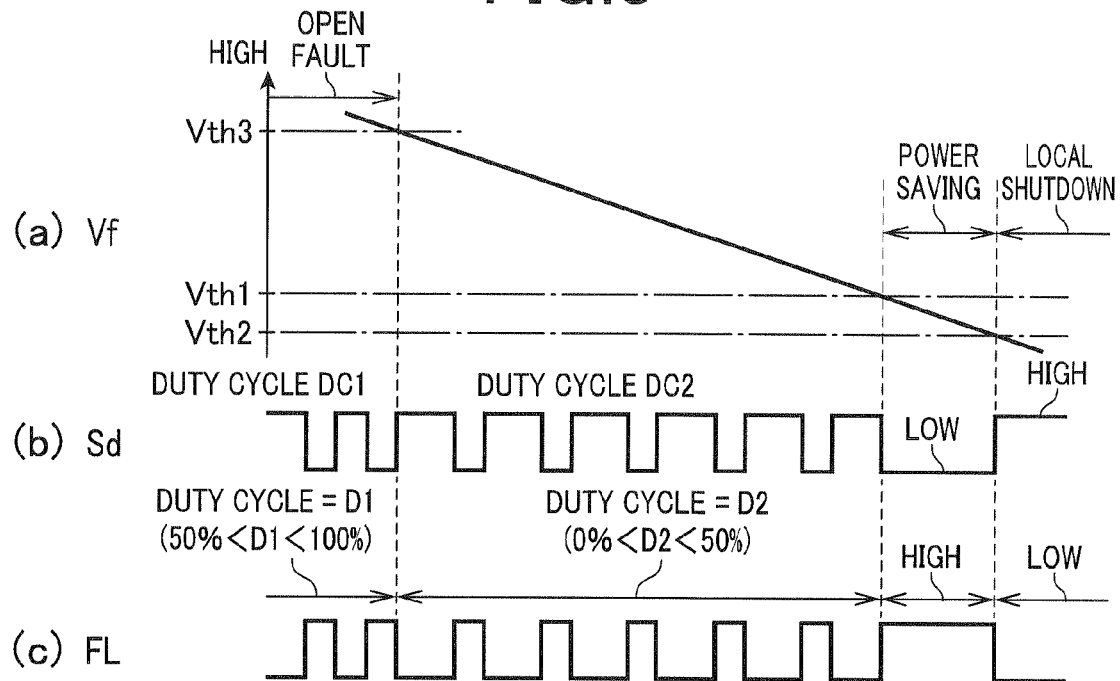 OPEN
FAULT
HIGH
Vth3
POWER
SAVING
LOCAL
SHUTDOWN
(a) Vf
Vth1
Vth2
HIGH
DUTY CYCLE DC1
DUTY CYCLE DC2
(b) Sd
LOW
DUTY CYCLE = D1
(50%<D1<100%)
DUTY CYCLE = D2
(0%<D2<50%)
HIGH
LOW
(c) FL